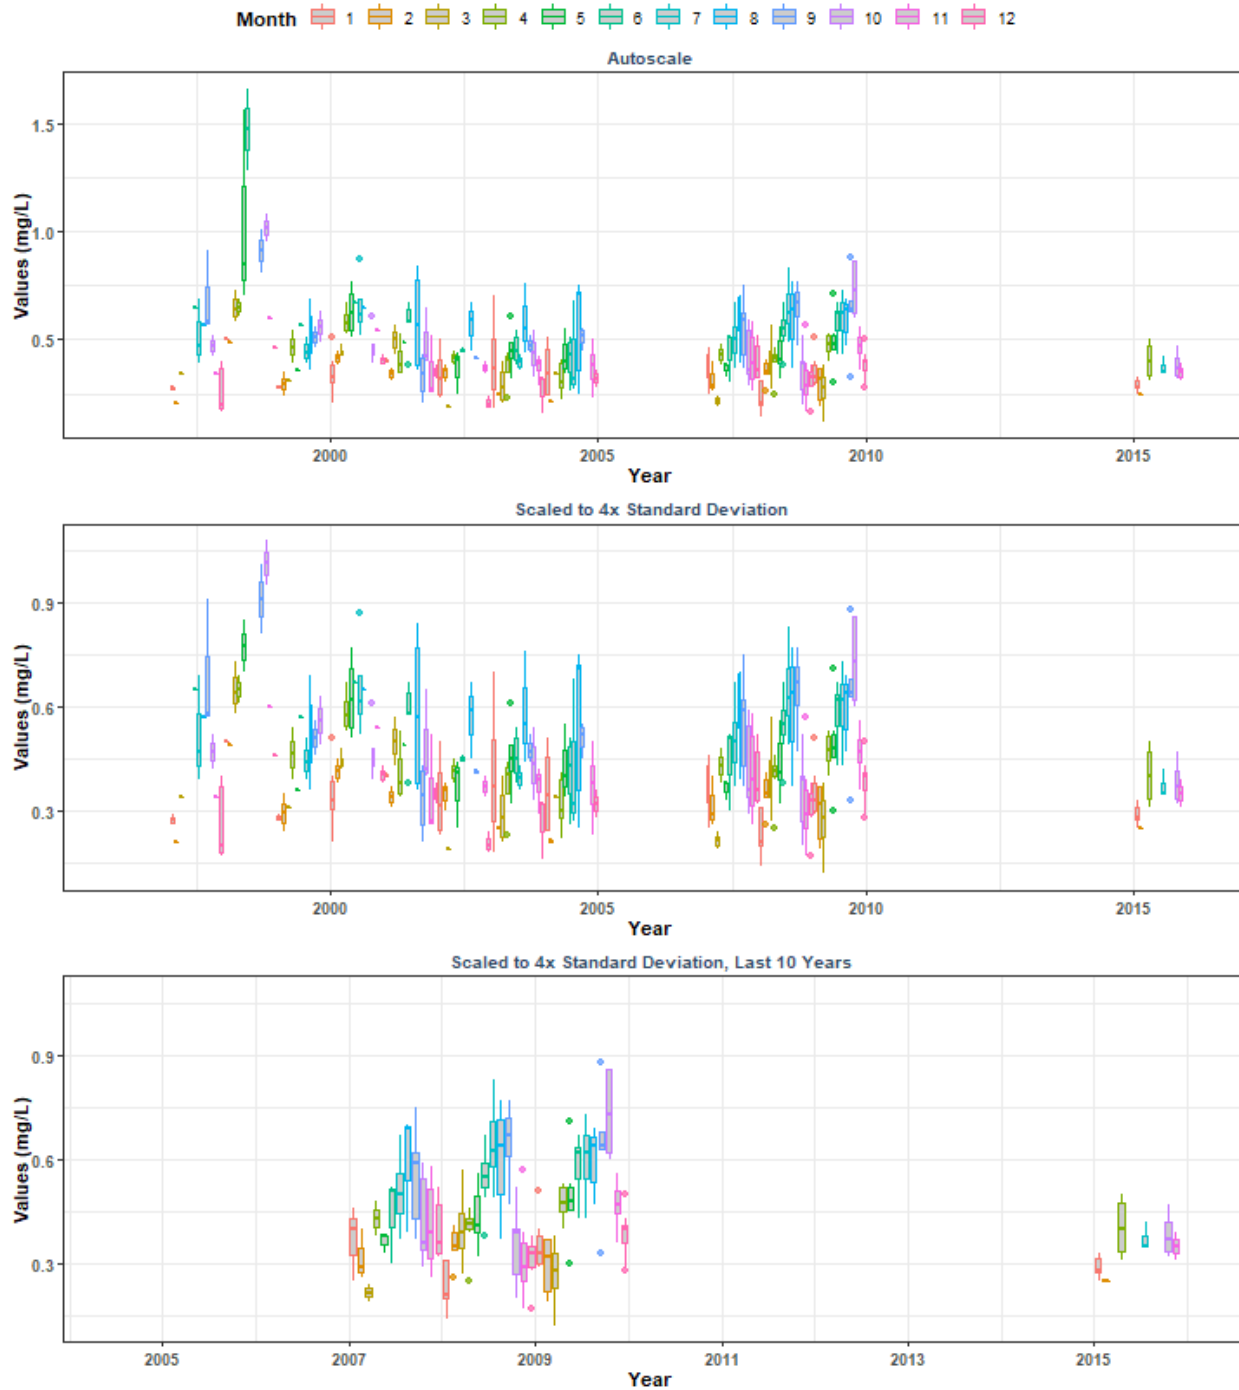 Month 1 2 3 4 5 6 7 8 9 10 11 12
Autoscale
Values (mg/L)
1.5
1.0
0.5
2000 2005 2010 2015
Year
Scaled to 4x Standard Deviation
Values (mg/L)
0.9
0.6
0.3
2000 2005 2010 2015
Year
Scaled to 4x Standard Deviation, Last 10 Years
Values (mg/L)
0.9
0.6
0.3
2005 2007 2009 2011 2013 2015
Year